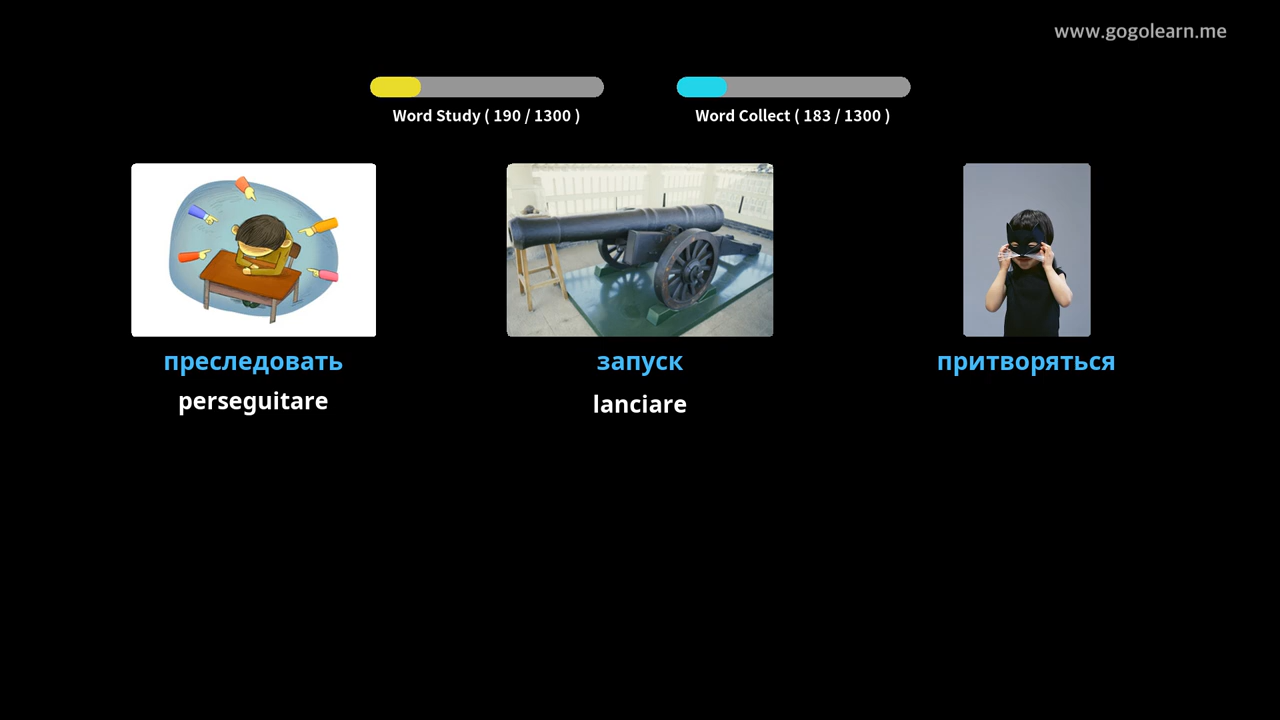 www.gogolearn.me
Word Study ( 190 / 1300 )
Word Collect ( 183 / 1300 )
преследовать
запуск
притворяться
perseguitare
lanciare